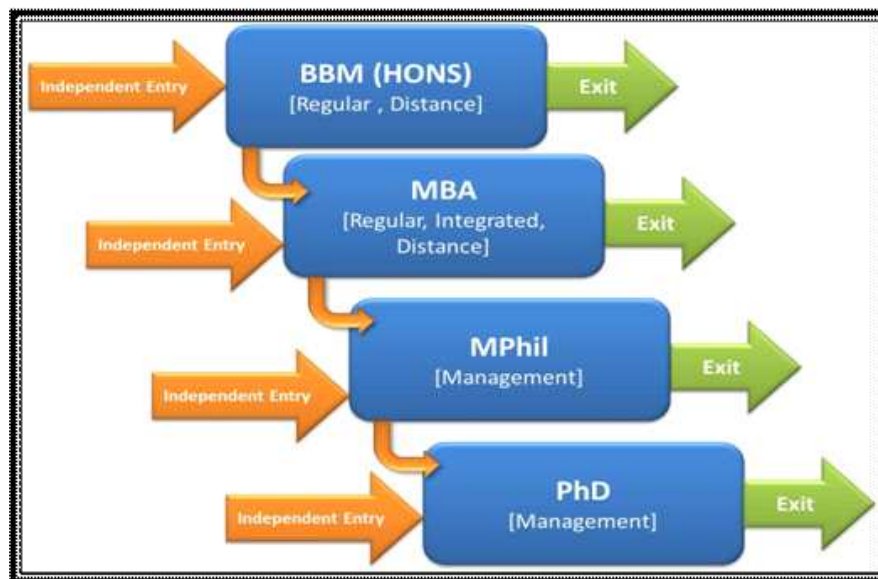 BBM (HONS)
[Regular , Distance]
Independent Entry
Exit
MBA
[Regular, Integrated,
Distance]
Independent Entry
Exit
MPhil
[Management]
Independent Entry
Exit
PhD
[Management]
Independent Entry
Exit